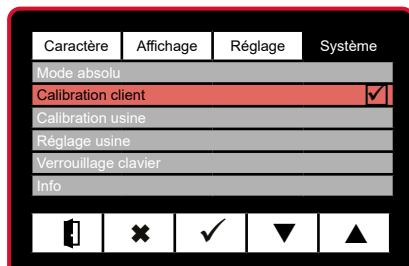 Caractère Affichage Réglage Système
Mode absolu
Calibration client
Calibration usine
Réglage usine
Verrouillage clavier
Info